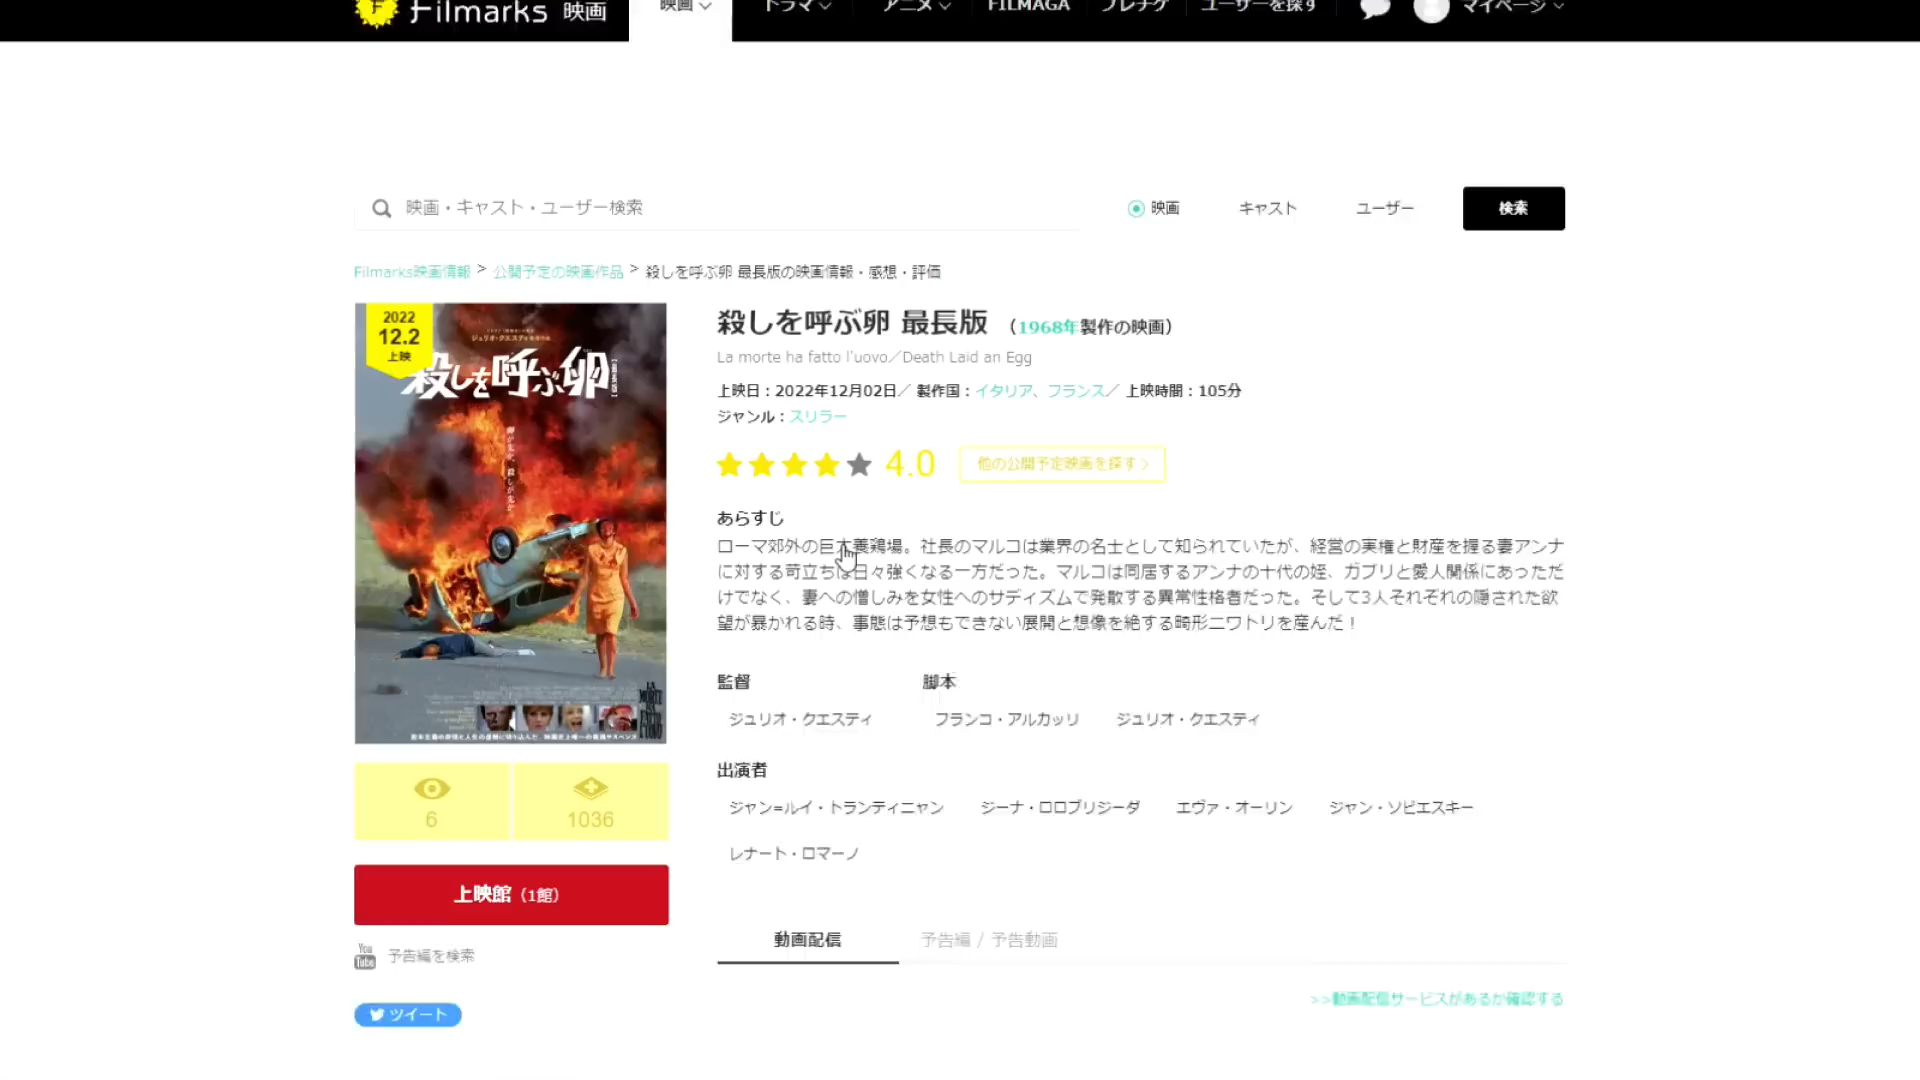 Filmarks 映画
映画
ドラマ
アニメ
FILMAGA
プレチケ
ユーザーを探す
マイページ
映画・キャスト・ユーザー検索
映画
キャスト
ユーザー
検索
Filmarks映画情報 > 公開予定の映画作品 > 殺しを呼ぶ卵 最長版の映画情報・感想・評価
2022
12.2
上映
ジュリオ・クエスティ
殺しを呼ぶ卵
殺しを呼ぶ卵 最長版 （1968年製作の映画）
La morte ha fatto l'uovo／Death Laid an Egg
上映日：2022年12月02日／ 製作国：イタリア、フランス／ 上映時間：105分
ジャンル：スリラー
4.0
他の公開予定映画を探す
あらすじ
ローマ郊外の巨大養鶏場。社長のマルコは業界の名士として知られていたが、経営の実権と財産を握る妻アンナ
に対する苛立ちは日々強くなる一方だった。マルコは同居するアンナの十代の姪、ガブリと愛人関係にあっただ
けでなく、妻への憎しみを女性へのサディズムで発散する異常性格者だった。そして3人それぞれの隠された欲
望が暴かれる時、事態は予想もできない展開と想像を絶する畸形ニワトリを産んだ！
監督
脚本
ジュリオ・クエスティ
フランコ・アルカッリ
ジュリオ・クエスティ
出演者
ジャン=ルイ・トランティニャン
ジーナ・ロロブリジーダ
エヴァ・オーリン
ジャン・ソビエスキー
レナート・ロマーノ
6
1036
上映館（1館）
You
Tube
予告編を検索
ツイート
動画配信
予告編 / 予告動画
>>動画配信サービスがあるか確認する